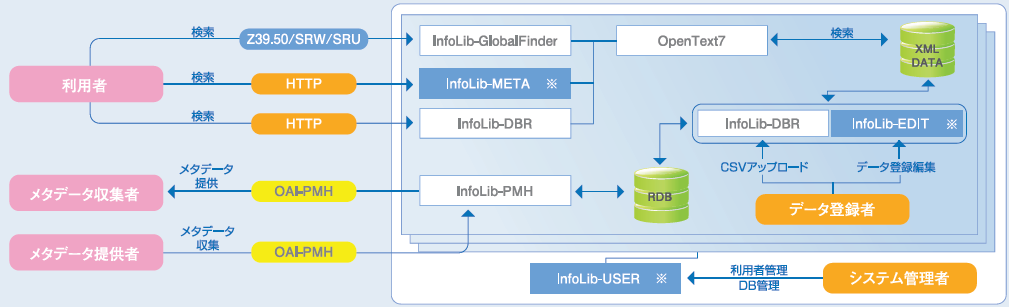 検索
Z39.50/SRW/SRU
InfoLib-GlobalFinder
OpenText7
検索
XML
DATA
利用者
検索
HTTP
InfoLib-META ※
検索
HTTP
InfoLib-DBR
InfoLib-DBR
InfoLib-EDIT ※
CSVアップロード
データ登録編集
メタデータ収集者
メタデータ
提供
OAI-PMH
InfoLib-PMH
RDB
データ登録者
メタデータ提供者
メタデータ
収集
OAI-PMH
InfoLib-USER ※
利用者管理
DB管理
システム管理者